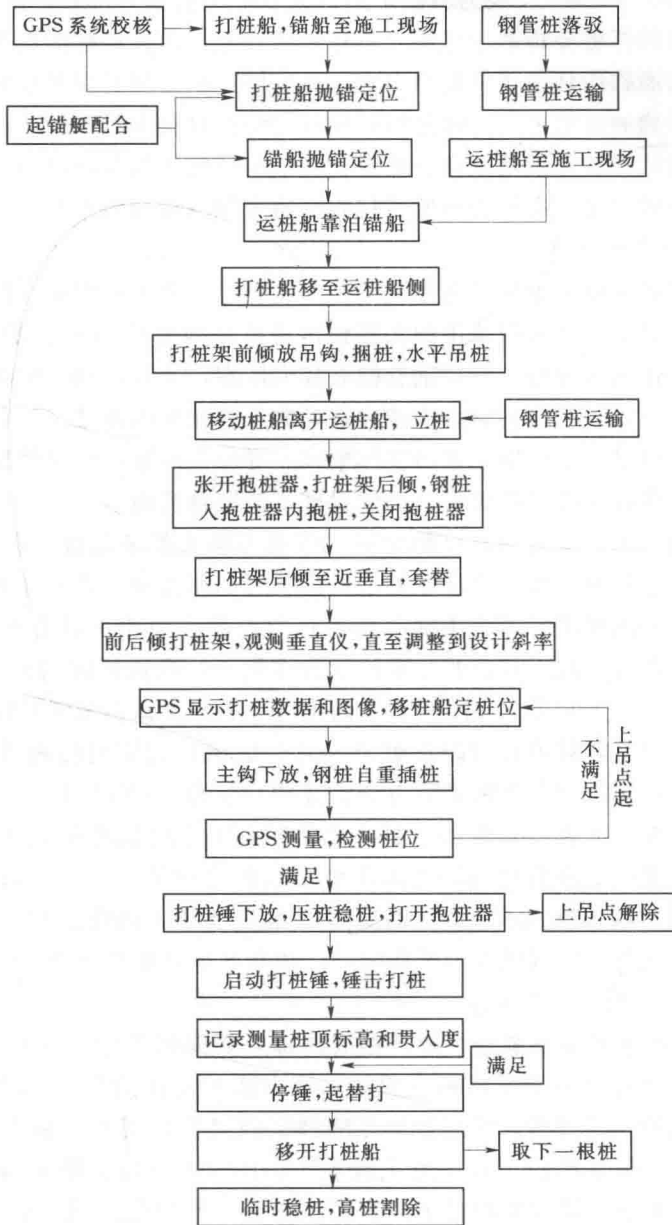 GPS系统校核
打桩船,锚船至施工现场
钢管桩落驳
打桩船抛锚定位
钢管桩运输
起锚艇配合
锚船抛锚定位
运桩船至施工现场
运桩船靠泊锚船
打桩船移至运桩船侧
打桩架前倾放吊钩,捆桩,水平吊桩
移动桩船离开运桩船，立桩
钢管桩运输
张开抱桩器,打桩架后倾,钢桩
入抱桩器内抱桩,关闭抱桩器
打桩架后倾至近垂直,套替
前后倾打桩架,观测垂直仪,直至调整到设计斜率
GPS显示打桩数据和图像,移桩船定桩位
上吊点起
不满足
主钩下放,钢桩自重插桩
GPS测量,检测桩位
满足
打桩锤下放,压桩稳桩,打开抱桩器
上吊点解除
启动打桩锤,锤击打桩
记录测量桩顶标高和贯入度
满足
停锤,起替打
移开打桩船
取下一根桩
临时稳桩,高桩割除